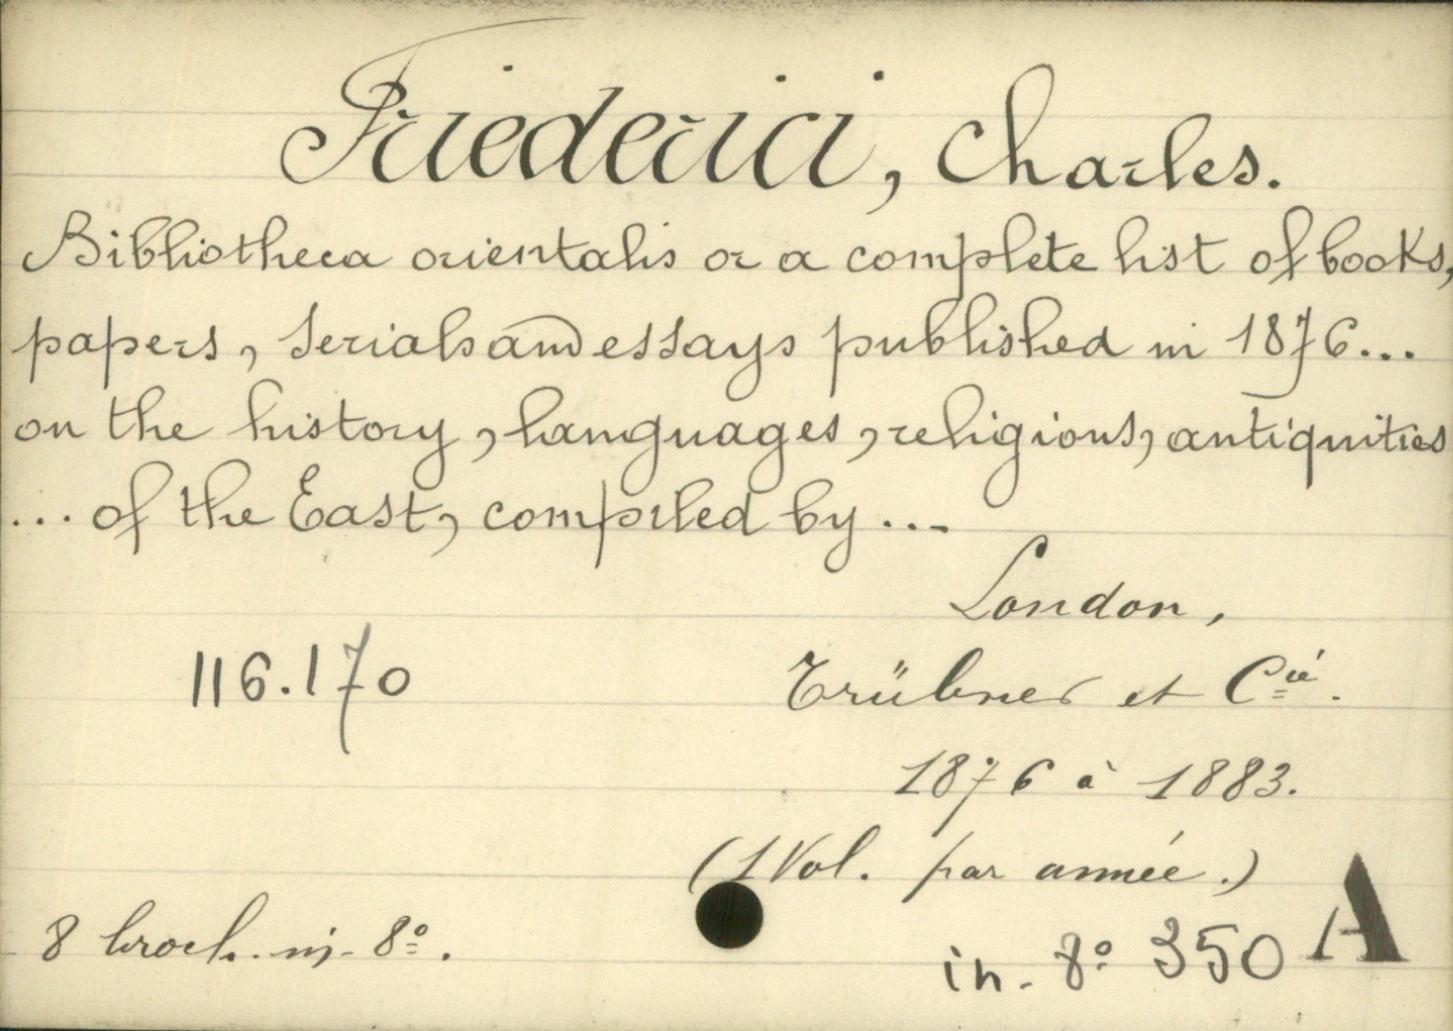 Friederici, Charles.
Bibliotheca orientalis or a complete list of books,
papers, serials and essays published in 1876...
on the history, languages, religions, antiquities
... of the East, compiled by ...
London,
116.170
Trübner et Cie.
1876 à 1883.
(1 Vol. par année.)
8 broch. in-8º.
in-8º 350 A